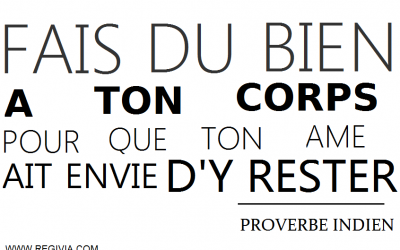 FAIS DU BIEN
A TON CORPS
POUR QUE TON AME
AIT ENVIE D'Y RESTER
PROVERBE INDIEN
WWW.REGIVIA.COM